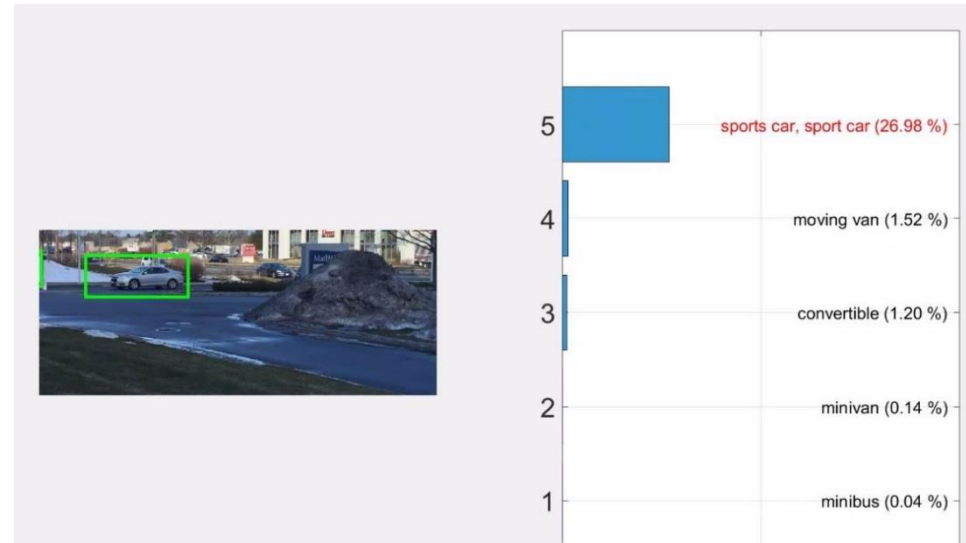 5
sports car, sport car (26.98 %)
4
moving van (1.52 %)
3
convertible (1.20 %)
2
minivan (0.14 %)
1
minibus (0.04 %)